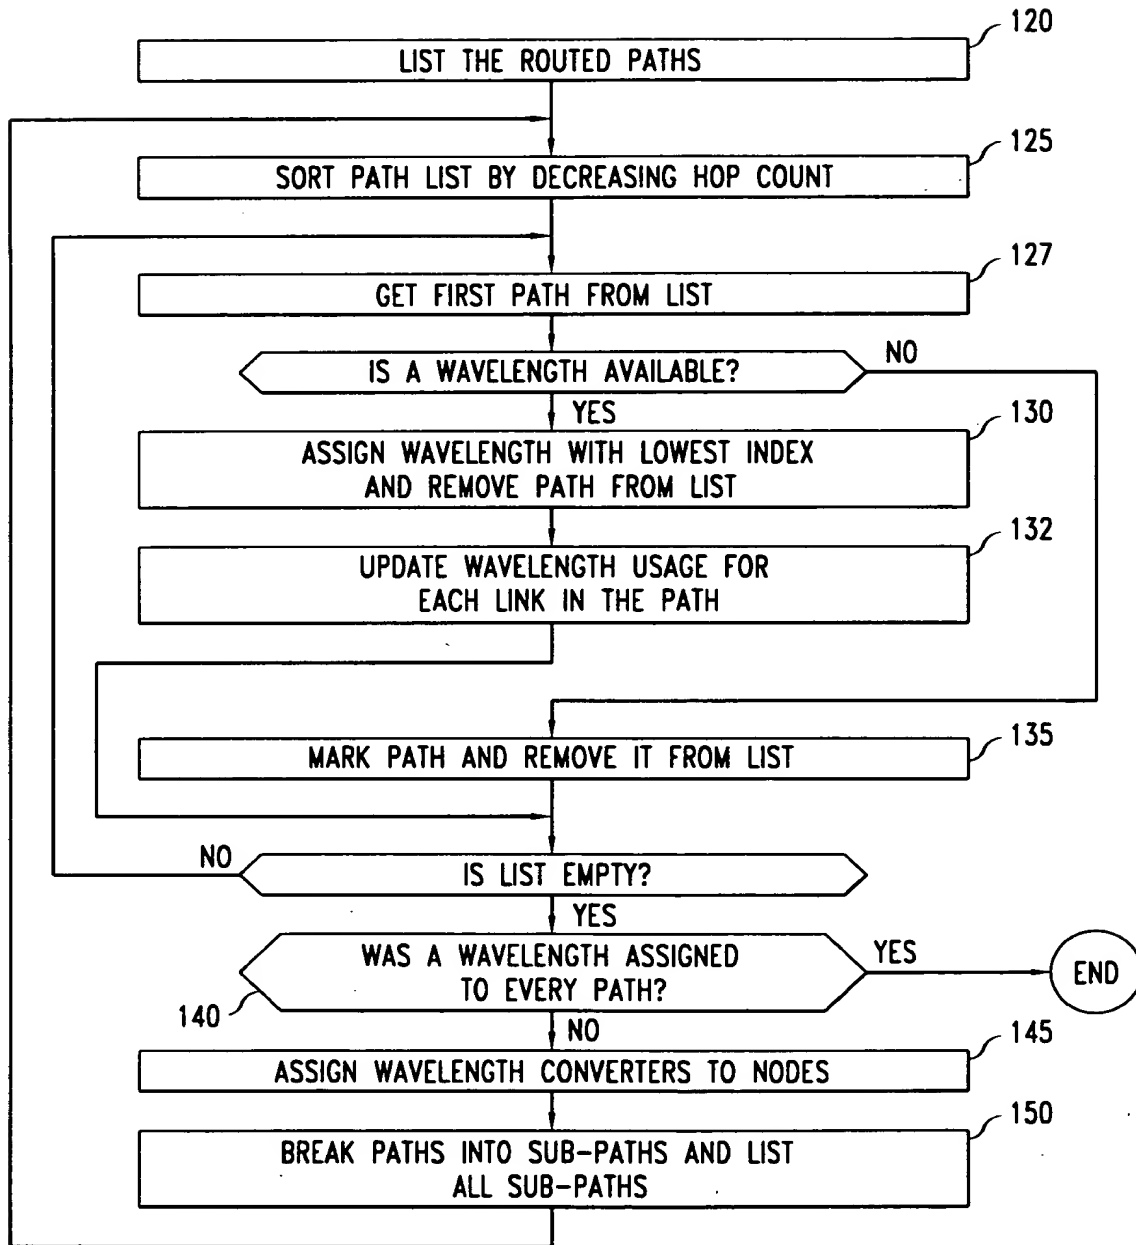 120
LIST THE ROUTED PATHS
125
SORT PATH LIST BY DECREASING HOP COUNT
127
GET FIRST PATH FROM LIST
IS A WAVELENGTH AVAILABLE?
NO
YES
130
ASSIGN WAVELENGTH WITH LOWEST INDEX
AND REMOVE PATH FROM LIST
132
UPDATE WAVELENGTH USAGE FOR
EACH LINK IN THE PATH
135
MARK PATH AND REMOVE IT FROM LIST
NO
IS LIST EMPTY?
YES
WAS A WAVELENGTH ASSIGNED
TO EVERY PATH?
YES
END
140
NO
145
ASSIGN WAVELENGTH CONVERTERS TO NODES
150
BREAK PATHS INTO SUB-PATHS AND LIST
ALL SUB-PATHS